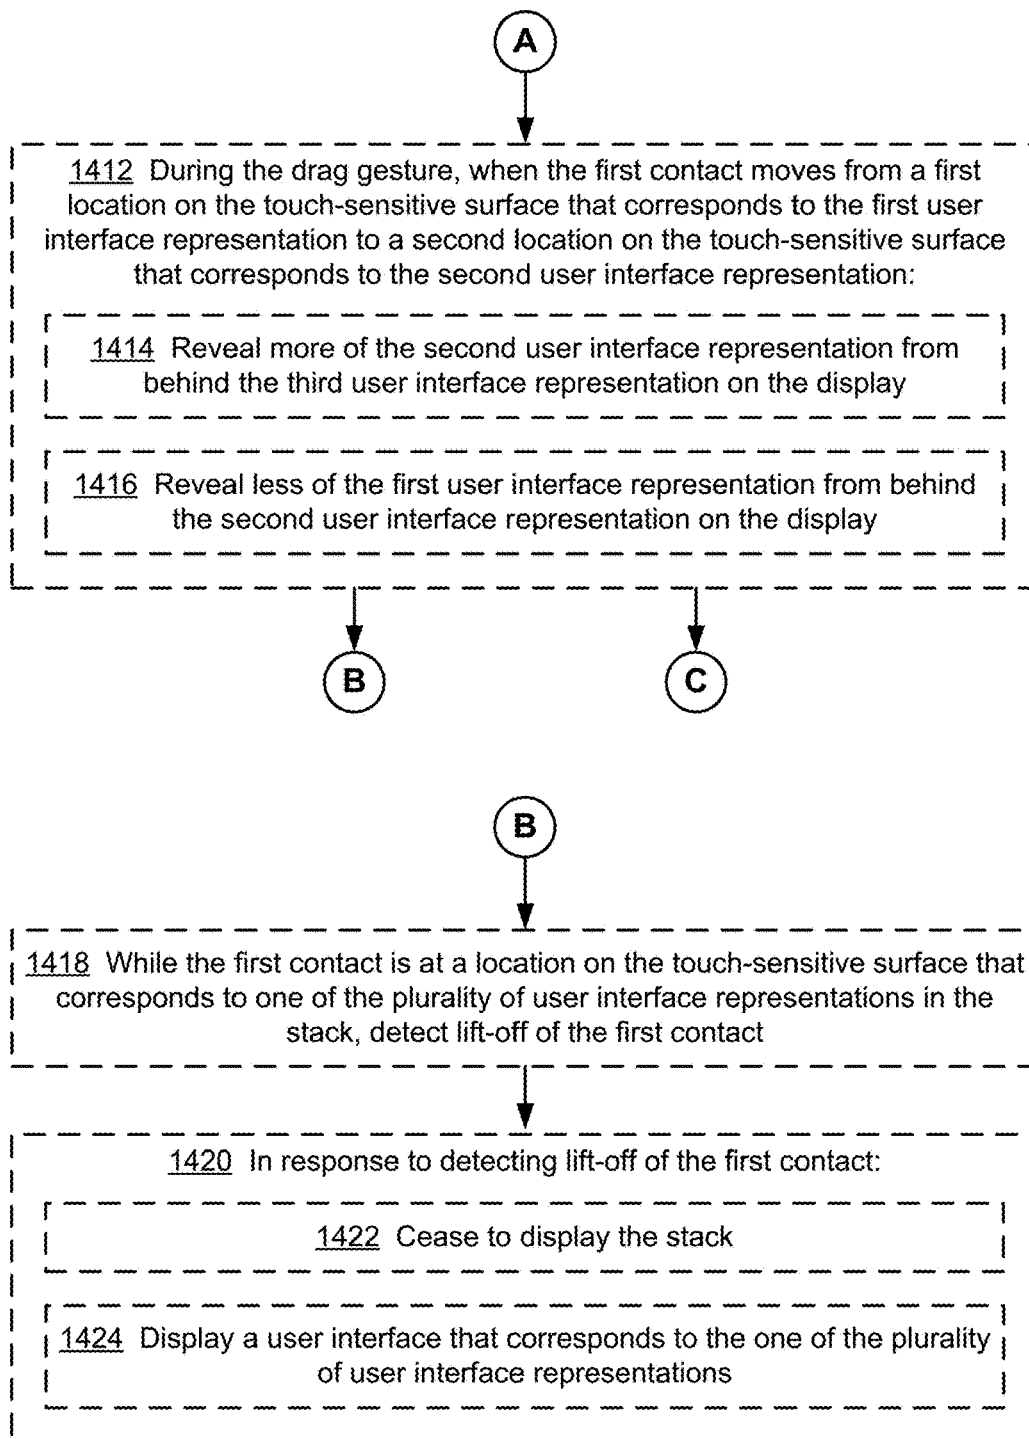 A
1412 During the drag gesture, when the first contact moves from a first
location on the touch-sensitive surface that corresponds to the first user
interface representation to a second location on the touch-sensitive surface
that corresponds to the second user interface representation:
1414 Reveal more of the second user interface representation from
behind the third user interface representation on the display
1416 Reveal less of the first user interface representation from behind
the second user interface representation on the display
B
C
B
1418 While the first contact is at a location on the touch-sensitive surface that
corresponds to one of the plurality of user interface representations in the
stack, detect lift-off of the first contact
1420 In response to detecting lift-off of the first contact:
1422 Cease to display the stack
1424 Display a user interface that corresponds to the one of the plurality
of user interface representations